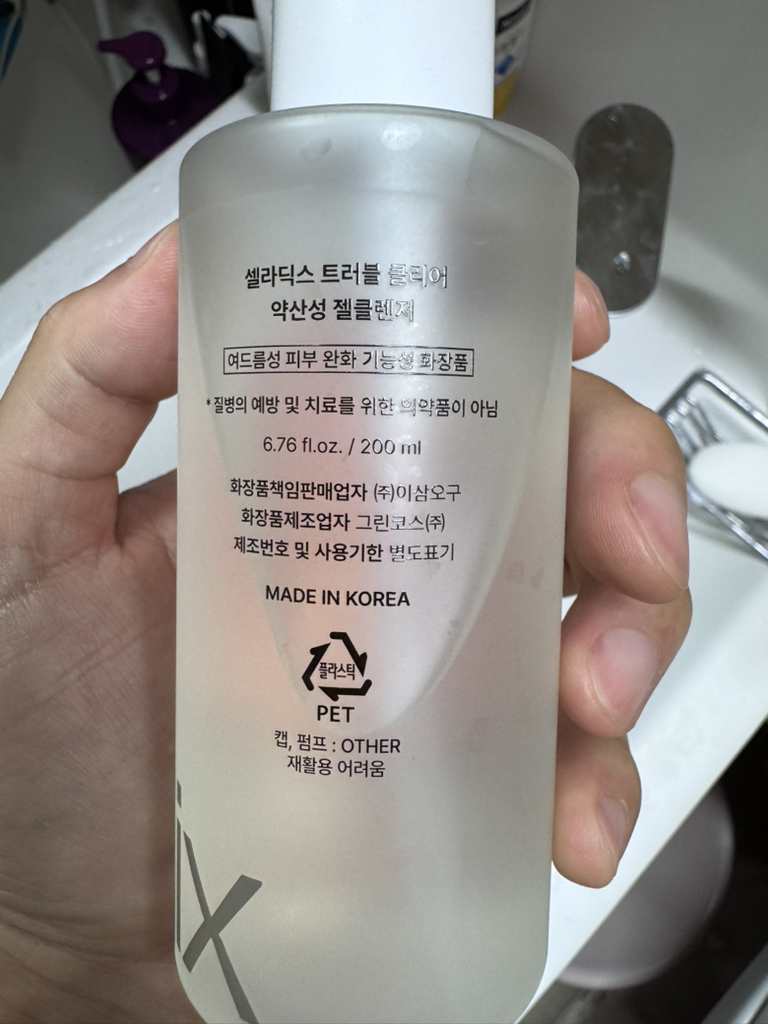 셀라딕스 트러블 클리어
약산성 젤클렌저
여드름성 피부 완화 기능성 화장품
* 질병의 예방 및 치료를 위한 의약품이 아님
6.76 fl.oz. / 200 ml
화장품책임판매업자 (주)이삼오구
화장품제조업자 그린코스(주)
제조번호 및 사용기한 별도표기
MADE IN KOREA
플라스틱
PET
캡, 펌프 : OTHER
재활용 어려움
ix